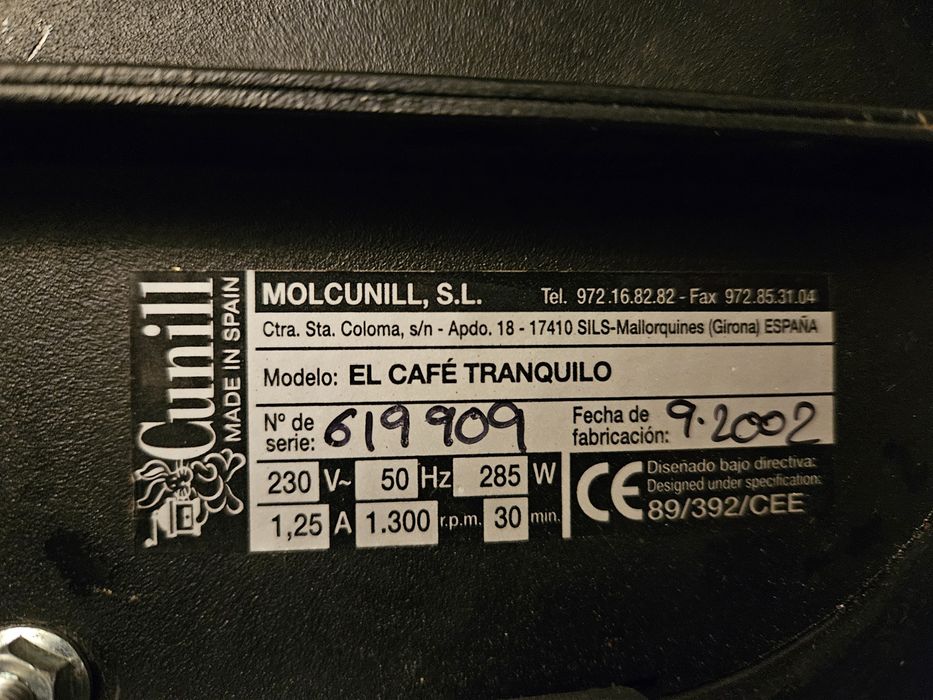 Cunill
MADE IN SPAIN
MOLCUNILL, S.L. Tel. 972.16.82.82 - Fax 972.85.31.04
Ctra. Sta. Coloma, s/n - Apdo. 18 - 17410 SILS-Mallorquines (Girona) ESPAÑA
Modelo: EL CAFÉ TRANQUILO
Nº de serie: 619909 Fecha de fabricación: 9.2002
230 V~ 50 Hz 285 W
1,25 A 1.300 r.p.m. 30 min.
CE
Diseñado bajo directiva:
Designed under specification:
89/392/CEE